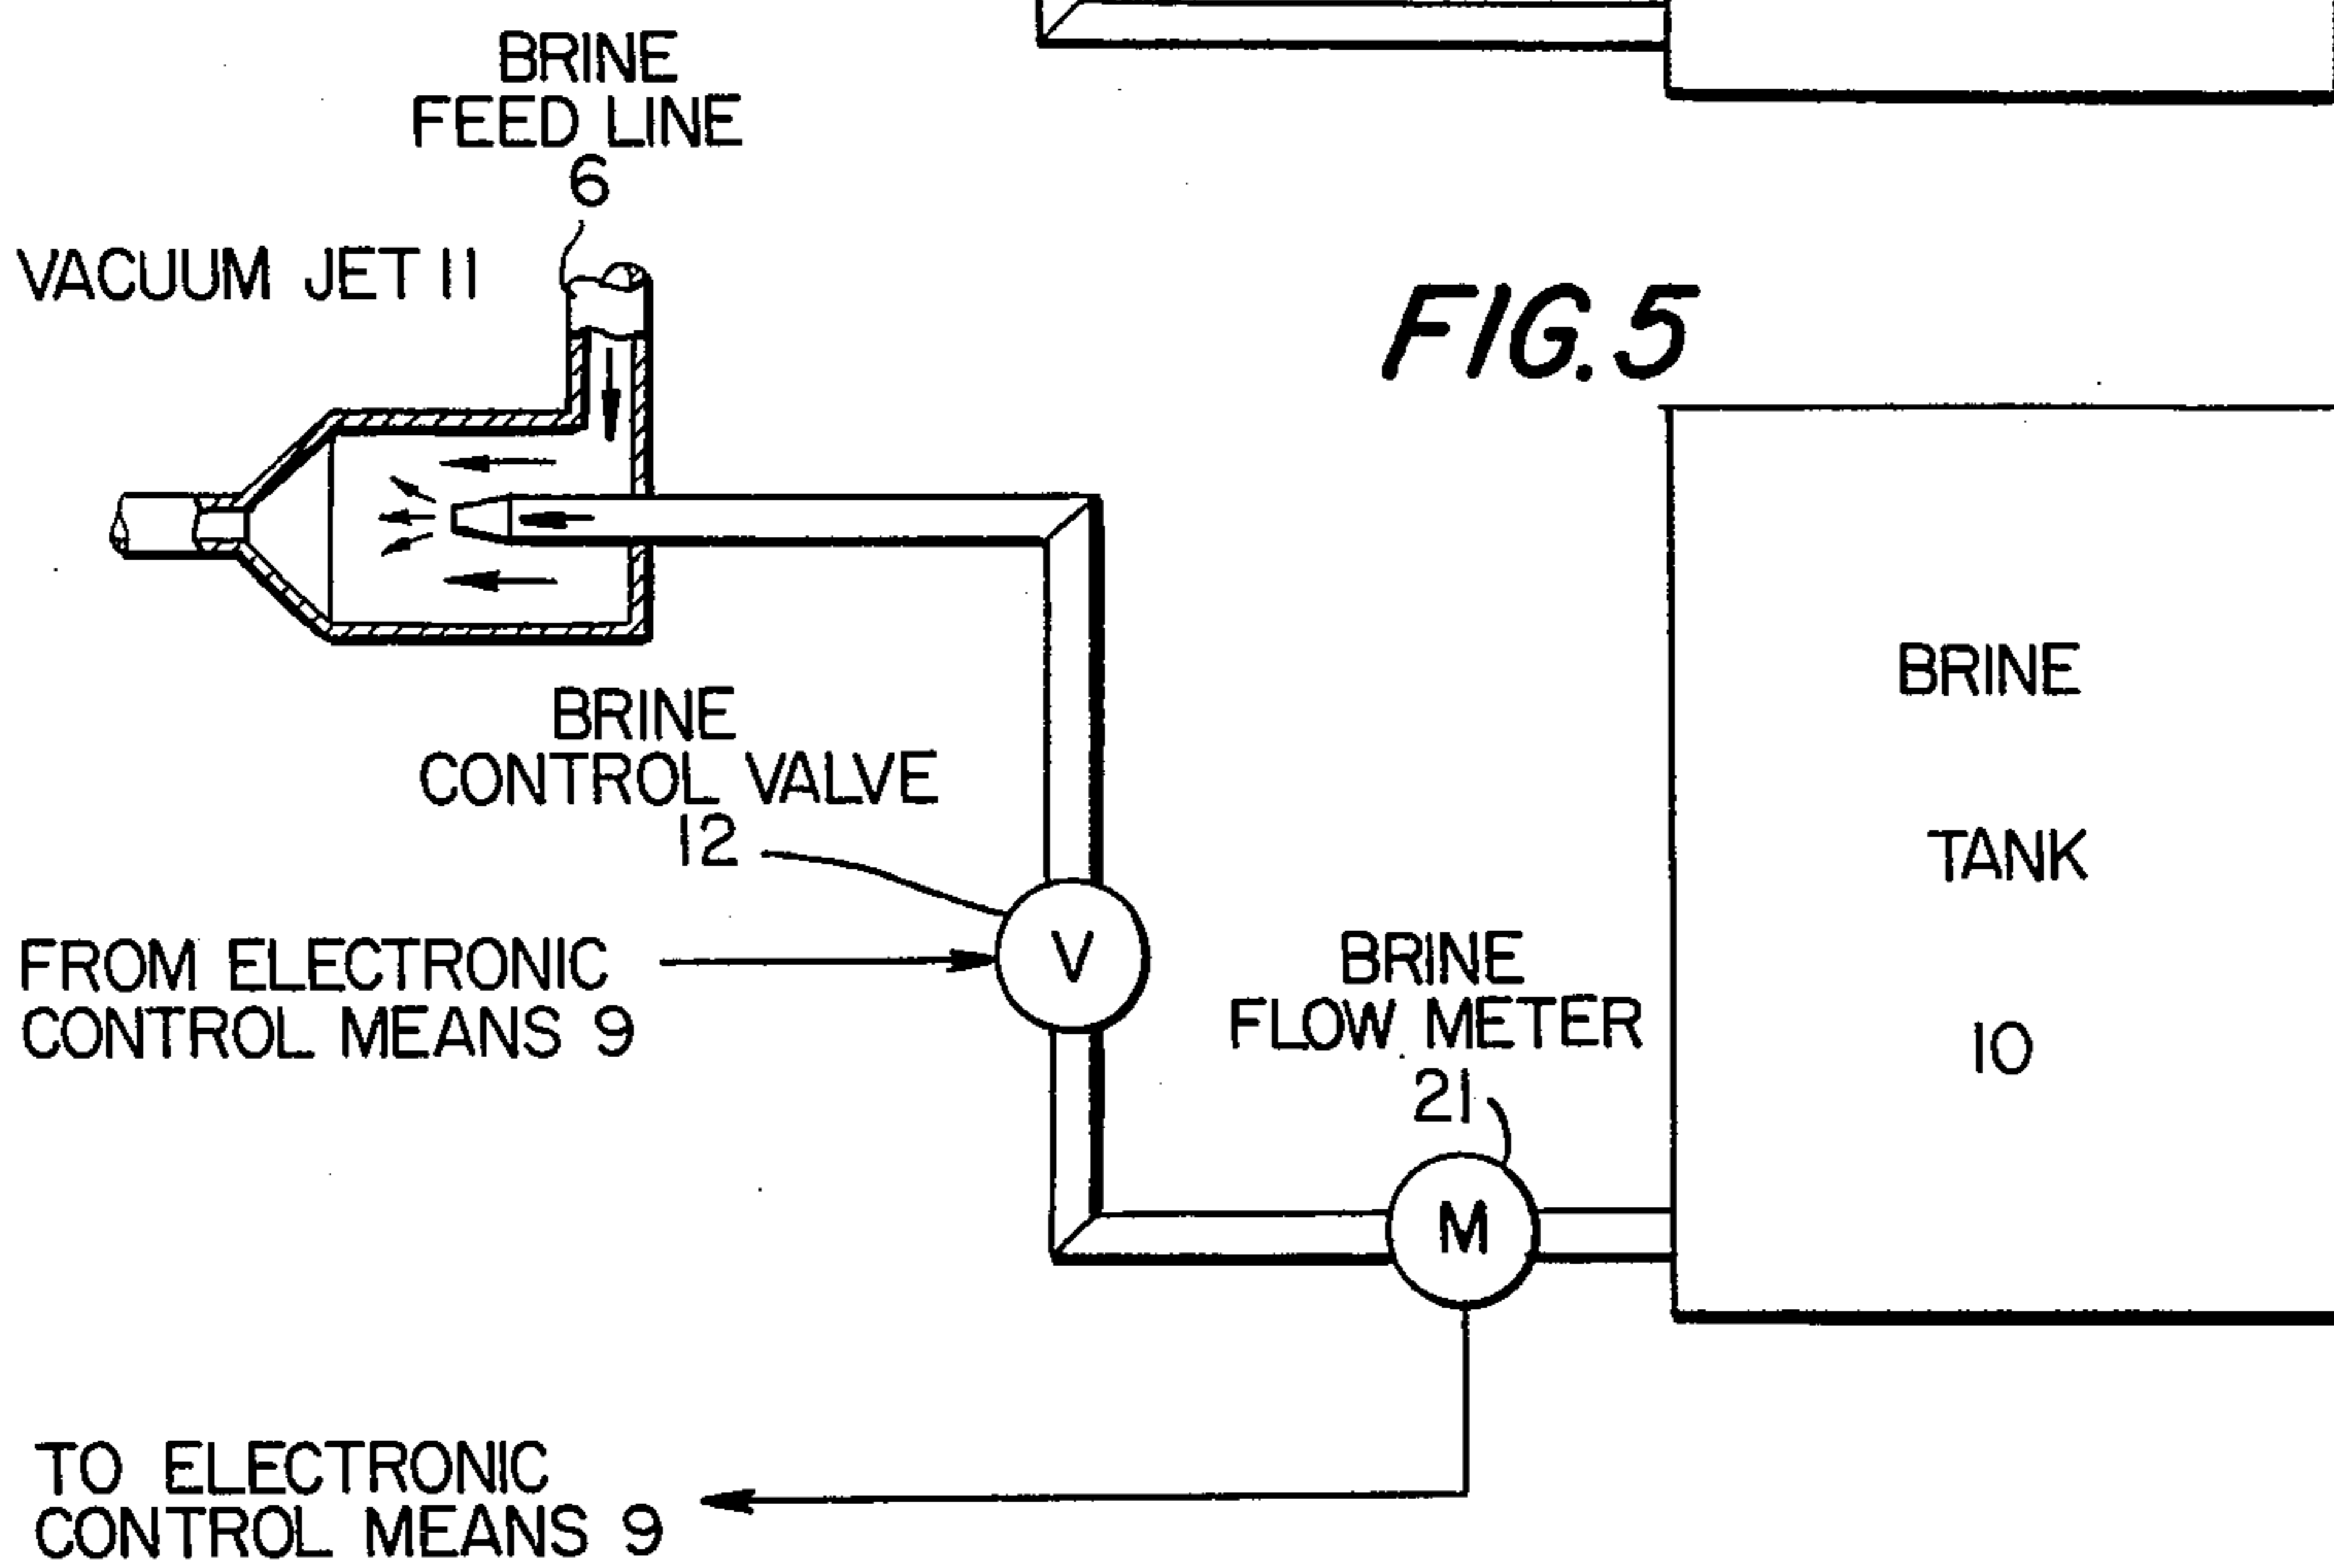 BRINE
FEED LINE
6
VACUUM JET 11
FIG.5
BRINE
CONTROL VALVE
12
V
FROM ELECTRONIC
CONTROL MEANS 9
BRINE
FLOW METER
21
M
BRINE
TANK
10
TO ELECTRONIC
CONTROL MEANS 9